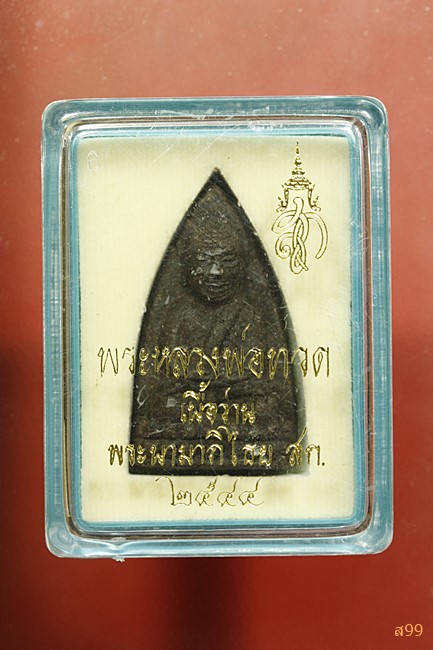 พระหลวงพ่อทวด
เนื้อว่าน
พระนามาภิไธย สก.
๒๕๔๔
ส99